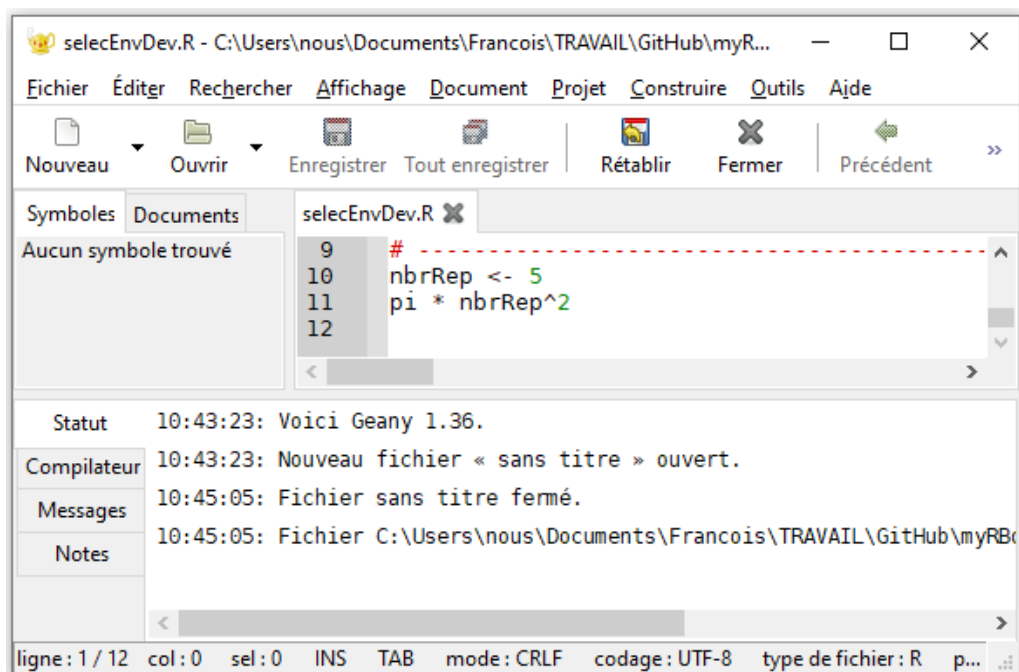 selecEnvDev.R - C:\Users\nous\Documents\Francois\TRAVAIL\GitHub\myR...
Fichier Éditer Rechercher Affichage Document Projet Construire Outils Aide
Nouveau Ouvrir Enregistrer Tout enregistrer Rétablir Fermer Précédent »
Symboles Documents
Aucun symbole trouvé
selecEnvDev.R
9 # - - - - - - - - - - - - - - - - - - - - - - - - - - - - - - - - - - -
10 nbrRep <- 5
11 pi * nbrRep^2
12
Statut
Compilateur
Messages
Notes
10:43:23: Voici Geany 1.36.
10:43:23: Nouveau fichier « sans titre » ouvert.
10:45:05: Fichier sans titre fermé.
10:45:05: Fichier C:\Users\nous\Documents\Francois\TRAVAIL\GitHub\myRBo
ligne : 1 / 12 col : 0 sel : 0 INS TAB mode : CRLF codage : UTF-8 type de fichier : R p...